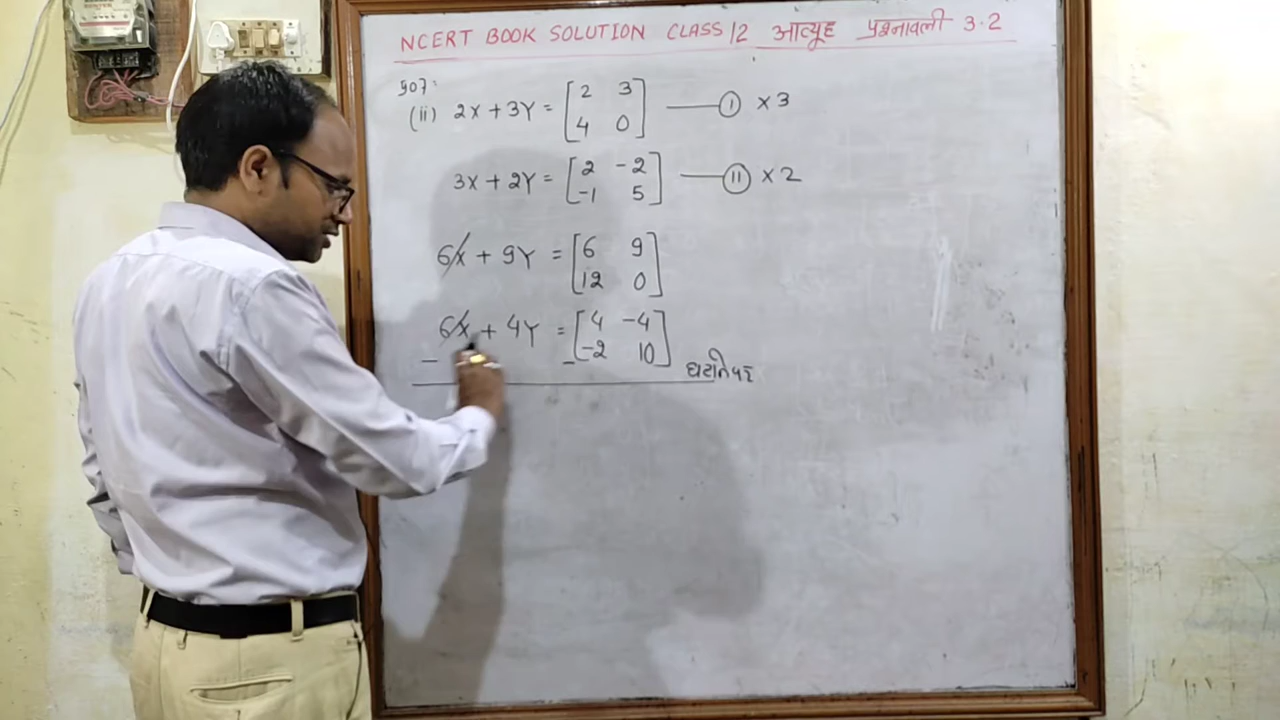 NCERT BOOK SOLUTION CLASS 12 आव्यूह प्रश्नावली 3.2
प्र07:
(ii) 2X + 3Y = [2 3 4 0] — I ×3
3X + 2Y = [2 -2 -1 5] — II ×2
6X + 9Y = [6 9 12 0]
6X + 4Y = [4 -4 -2 10]
- - - घटाने पर